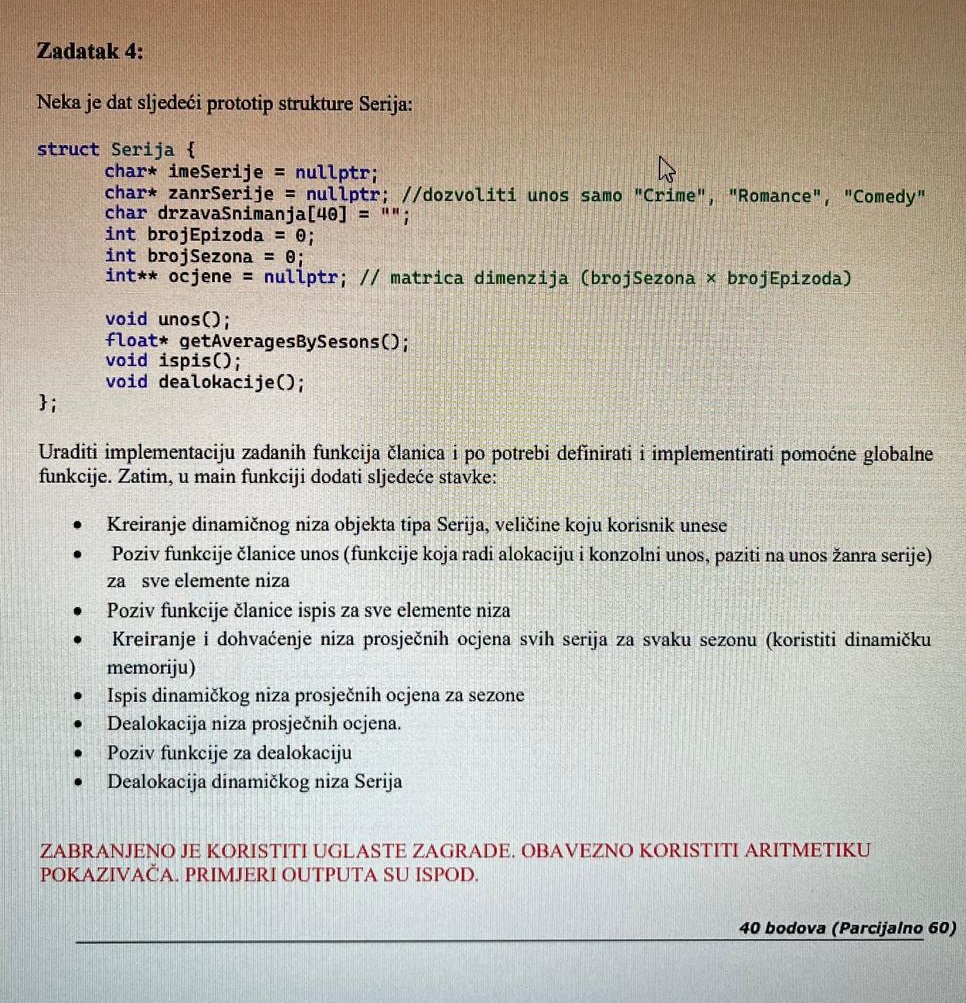 Zadatak 4:
Neka je dat sljedeći prototip strukture Serija:
struct Serija {
char* imeSerije = nullptr;
char* zanrSerije = nullptr; //dozvoliti unos samo "Crime", "Romance", "Comedy"
char drzavaSnimanja[40] = "";
int brojEpizoda = 0;
int brojSezona = 0;
int** ocjene = nullptr; // matrica dimenzija (brojSezona × brojEpizoda)
void unos();
float* getAveragesBySesons();
void ispis();
void dealokacije();
};
Uraditi implementaciju zadanih funkcija članica i po potrebi definirati i implementirati pomoćne globalne
funkcije. Zatim, u main funkciji dodati sljedeće stavke:
• Kreiranje dinamičnog niza objekta tipa Serija, veličine koju korisnik unese
• Poziv funkcije članice unos (funkcije koja radi alokaciju i konzolni unos, paziti na unos žanra serije)
za sve elemente niza
• Poziv funkcije članice ispis za sve elemente niza
• Kreiranje i dohvaćenje niza prosječnih ocjena svih serija za svaku sezonu (koristiti dinamičku
memoriju)
• Ispis dinamičkog niza prosječnih ocjena za sezone
• Dealokacija niza prosječnih ocjena.
• Poziv funkcije za dealokaciju
• Dealokacija dinamičkog niza Serija
ZABRANJENO JE KORISTITI UGLASTE ZAGRADE. OBAVEZNO KORISTITI ARITMETIKU
POKAZIVAČA. PRIMJERI OUTPUTA SU ISPOD.
40 bodova (Parcijalno 60)